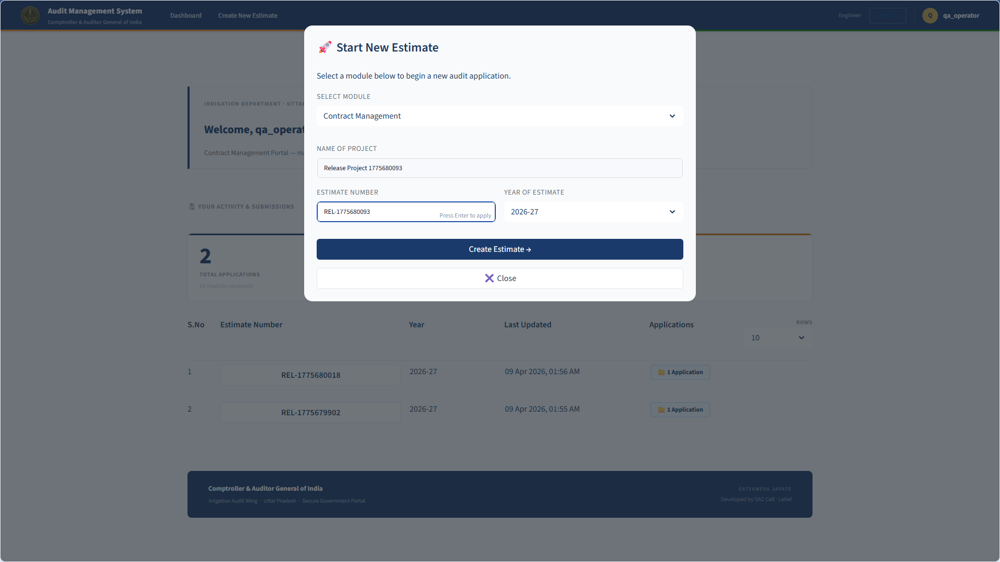 Audit Management System
Comptroller & Auditor General of India
Dashboard
Create New Estimate
Engineer
Q
qa_operator
🚀 Start New Estimate
Select a module below to begin a new audit application.
SELECT MODULE
Contract Management
NAME OF PROJECT
Release Project 1775680093
ESTIMATE NUMBER
YEAR OF ESTIMATE
REL-1775680093
Press Enter to apply
2026-27
Create Estimate →
❌ Close
IRRIGATION DEPARTMENT · UTTA
Welcome, qa_operat
Contract Management Portal — ma
YOUR ACTIVITY & SUBMISSIONS
2
TOTAL APPLICATIONS
All modules combined
S.No
Estimate Number
Year
Last Updated
Applications
ROWS
10
1
REL-1775680018
2026-27
09 Apr 2026, 01:56 AM
📁 1 Application
2
REL-1775679902
2026-27
09 Apr 2026, 01:55 AM
📁 1 Application
Comptroller & Auditor General of India
Irrigation Audit Wing · Uttar Pradesh · Secure Government Portal
SATYAMEVA JAYATE
Developed by DAC Cell · Latief